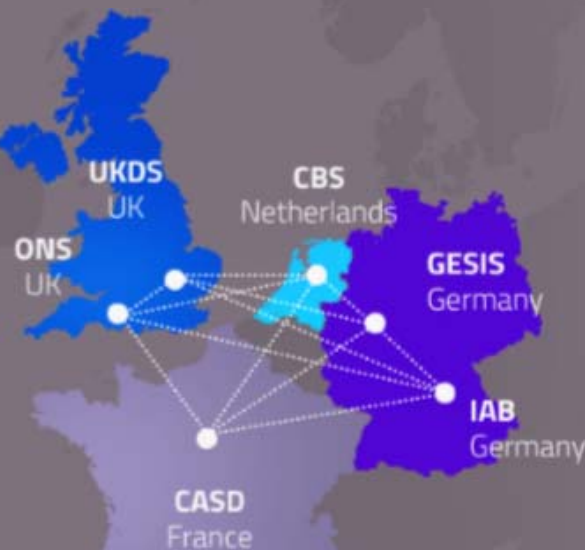 UKDS
UK
CBS
Netherlands
ONS
UK
GESIS
Germany
IAB
Germany
CASD
France